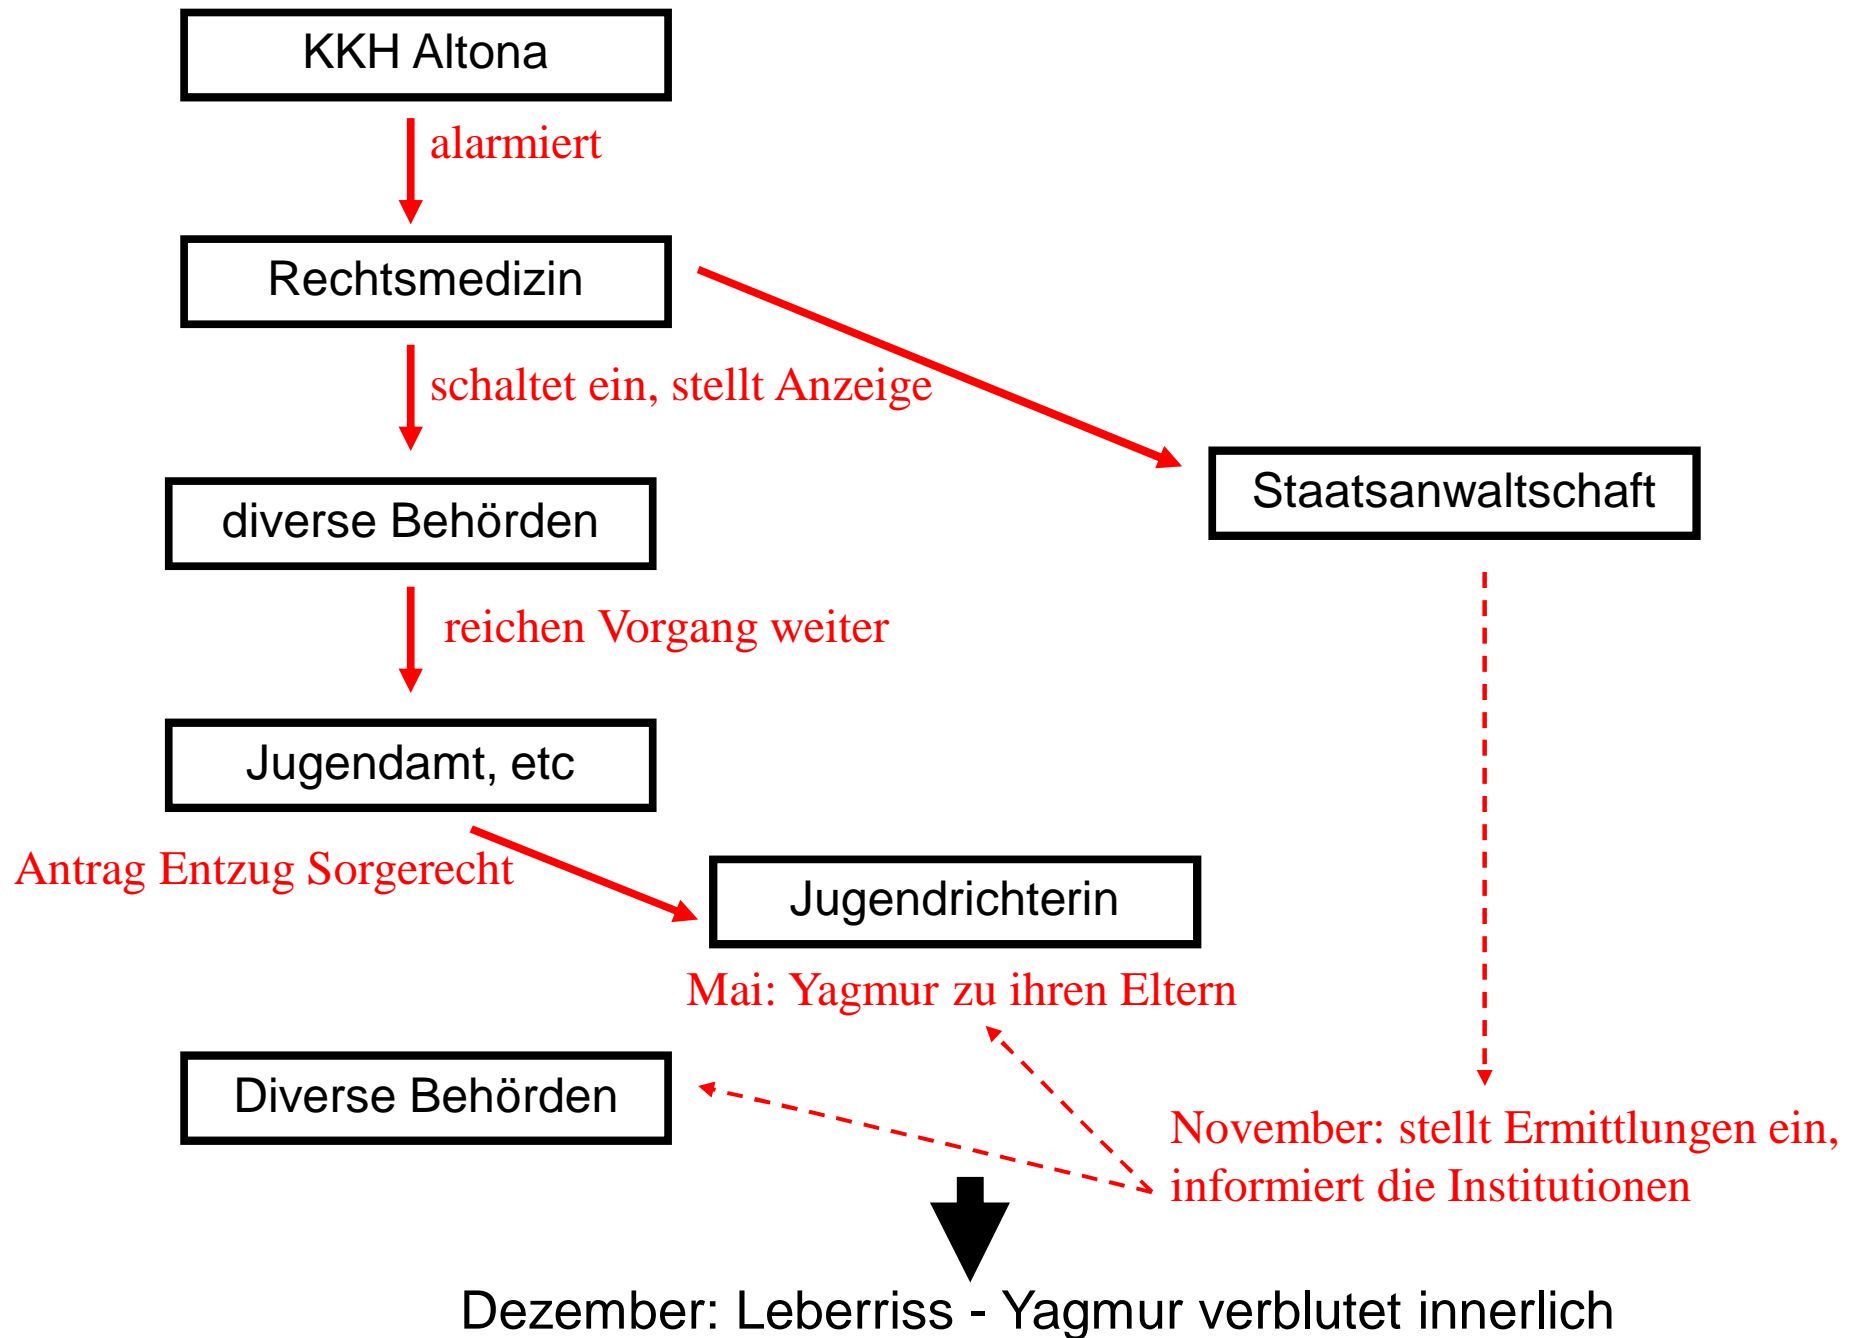 KKH Altona
alarmiert
Rechtsmedizin
schaltet ein, stellt Anzeige
Staatsanwaltschaft
diverse Behörden
reichen Vorgang weiter
Jugendamt, etc
Antrag Entzug Sorgerecht
Jugendrichterin
Mai: Yagmur zu ihren Eltern
Diverse Behörden
November: stellt Ermittlungen ein,
informiert die Institutionen
Dezember: Leberriss - Yagmur verblutet innerlich